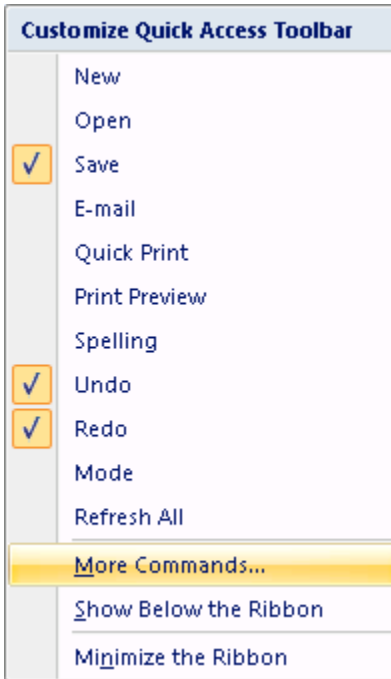 Customize Quick Access Toolbar
New
Open
Save
E-mail
Quick Print
Print Preview
Spelling
Undo
Redo
Mode
Refresh All
More Commands...
Show Below the Ribbon
Minimize the Ribbon